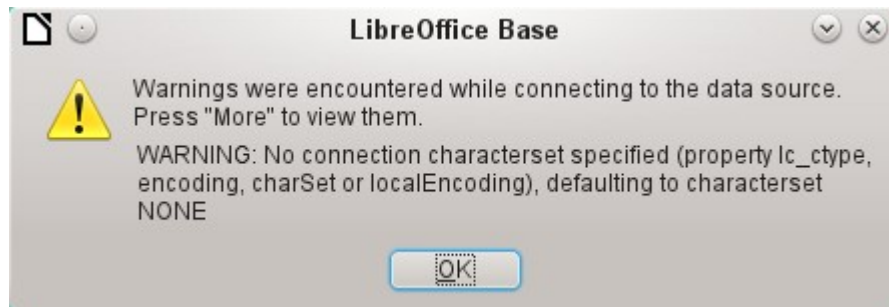 LibreOffice Base
Warnings were encountered while connecting to the data source.
Press "More" to view them.
WARNING: No connection characterset specified (property lc_ctype,
encoding, charSet or localEncoding), defaulting to characterset
NONE
OK